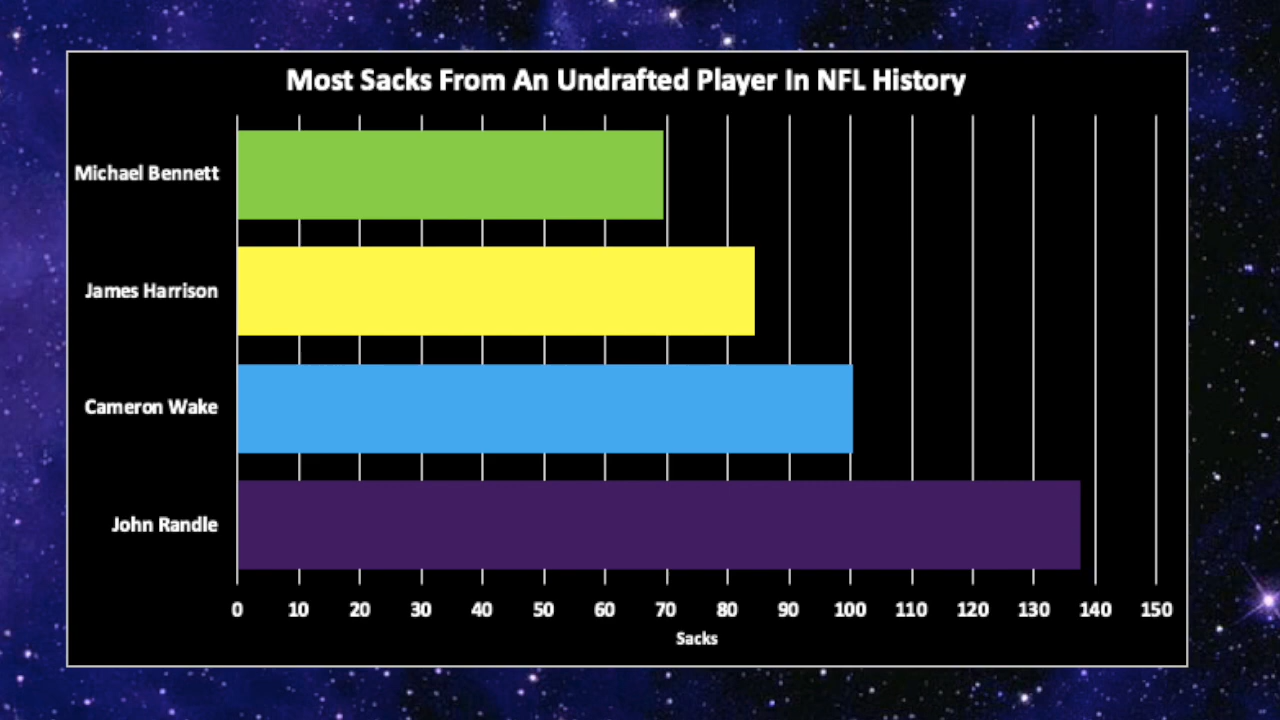 Most Sacks From An Undrafted Player In NFL History
Michael Bennett
James Harrison
Cameron Wake
John Randle
0 10 20 30 40 50 60 70 80 90 100 110 120 130 140 150
Sacks